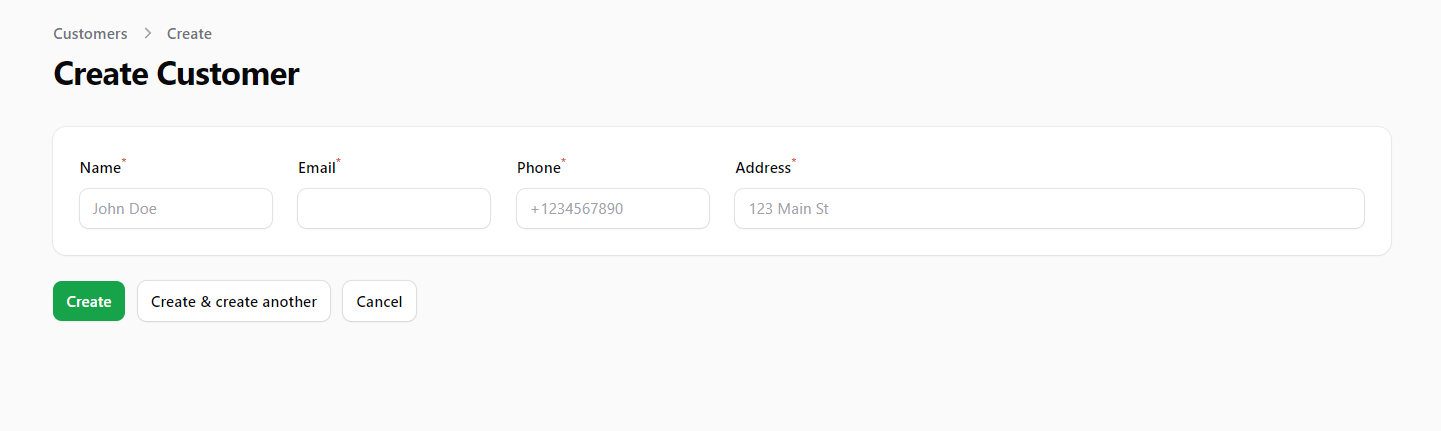 Customers > Create
Create Customer
Name* Email* Phone* Address*
John Doe +1234567890 123 Main St
Create Create & create another Cancel